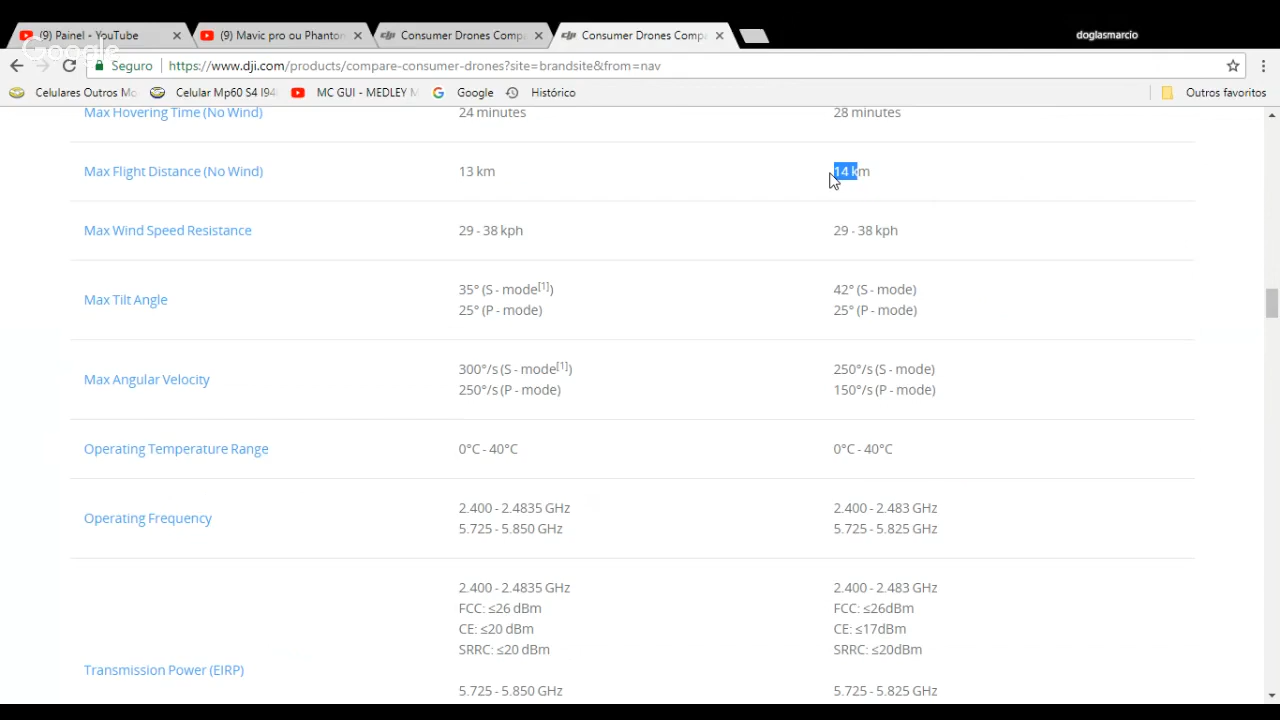 (9) Painel - YouTube
(9) Mavic pro ou Phanton
Consumer Drones Compa
Consumer Drones Compa
doglasmarcio
Google
Seguro
https://www.dji.com/products/compare-consumer-drones?site=brandsite&from=nav
Celulares Outros Mo
Celular Mp60 S4 I94
MC GUI - MEDLEY M
Google
Histórico
Outros favoritos
Max Hovering Time (No Wind) 24 minutes 28 minutes
Max Flight Distance (No Wind) 13 km 14 km
Max Wind Speed Resistance 29 - 38 kph 29 - 38 kph
Max Tilt Angle
35° (S - mode[1]) 42° (S - mode)
25° (P - mode) 25° (P - mode)
Max Angular Velocity
300°/s (S - mode[1]) 250°/s (S - mode)
250°/s (P - mode) 150°/s (P - mode)
Operating Temperature Range 0°C - 40°C 0°C - 40°C
Operating Frequency
2.400 - 2.4835 GHz 2.400 - 2.483 GHz
5.725 - 5.850 GHz 5.725 - 5.825 GHz
Transmission Power (EIRP)
2.400 - 2.4835 GHz 2.400 - 2.483 GHz
FCC: ≤26 dBm FCC: ≤26dBm
CE: ≤20 dBm CE: ≤17dBm
SRRC: ≤20 dBm SRRC: ≤20dBm
5.725 - 5.850 GHz 5.725 - 5.825 GHz